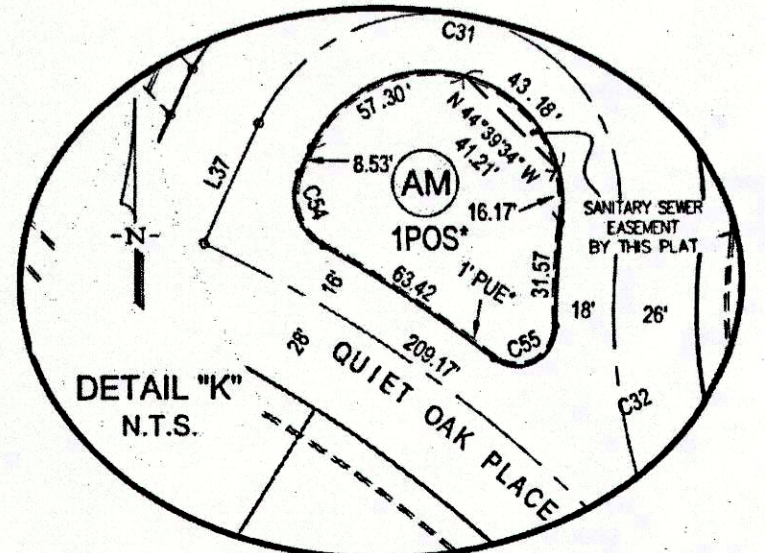 C31
57.30'
43.18'
N 44°39'34" W
41.21'
L37
8.53'
AM
C54
16.17'
1POS*
SANITARY SEWER
EASEMENT
BY THIS PLAT
-N-
16'
63.42
1' PUE*
31.57
18'
26'
28'
209.17'
C55
C32
QUIET OAK PLACE
DETAIL "K"
N.T.S.